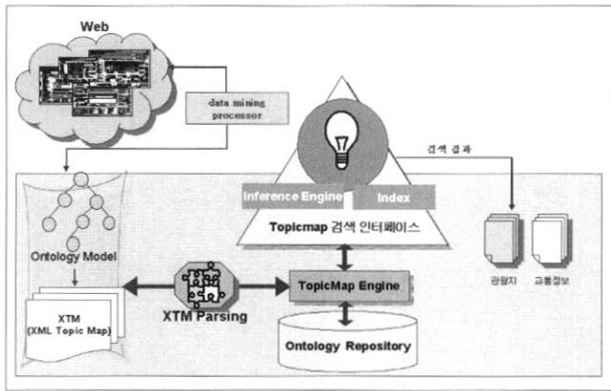 Web
data mining
processor
검색 결과
Inference Engine
Index
Topicmap 검색 인터페이스
Ontology Model
관광지
교통정보
TopicMap Engine
XTM
(XML Topic Map)
XTM Parsing
Ontology Repository